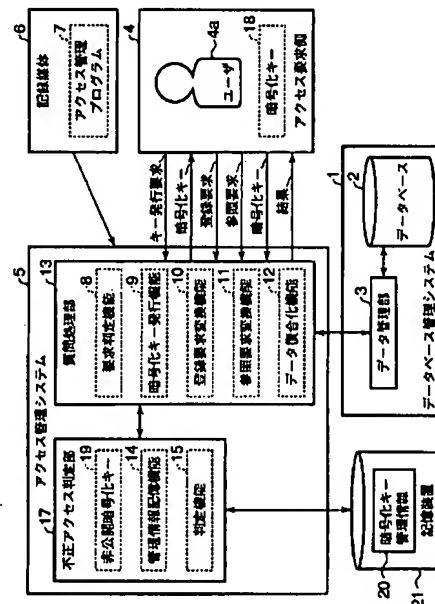 6
記録媒体
7
アクセス管理
プログラム
4
4a
ユーザ
18
暗号化キー
アクセス要求側
キー発行要求
暗号化キー
登録要求
参照要求
暗号化キー
結果
5
アクセス管理システム
13
質問処理部
8
要求判定機能
9
暗号化キー発行機能
10
登録要求変換機能
11
参照要求変換機能
12
データ復合化機能
17
不正アクセス判定部
19
非公開暗号化キー
14
管理情報記憶機能
15
判定機能
1
2
データベース
3
データ管理部
データベース管理システム
20
暗号化キー
管理情報
21
記憶装置